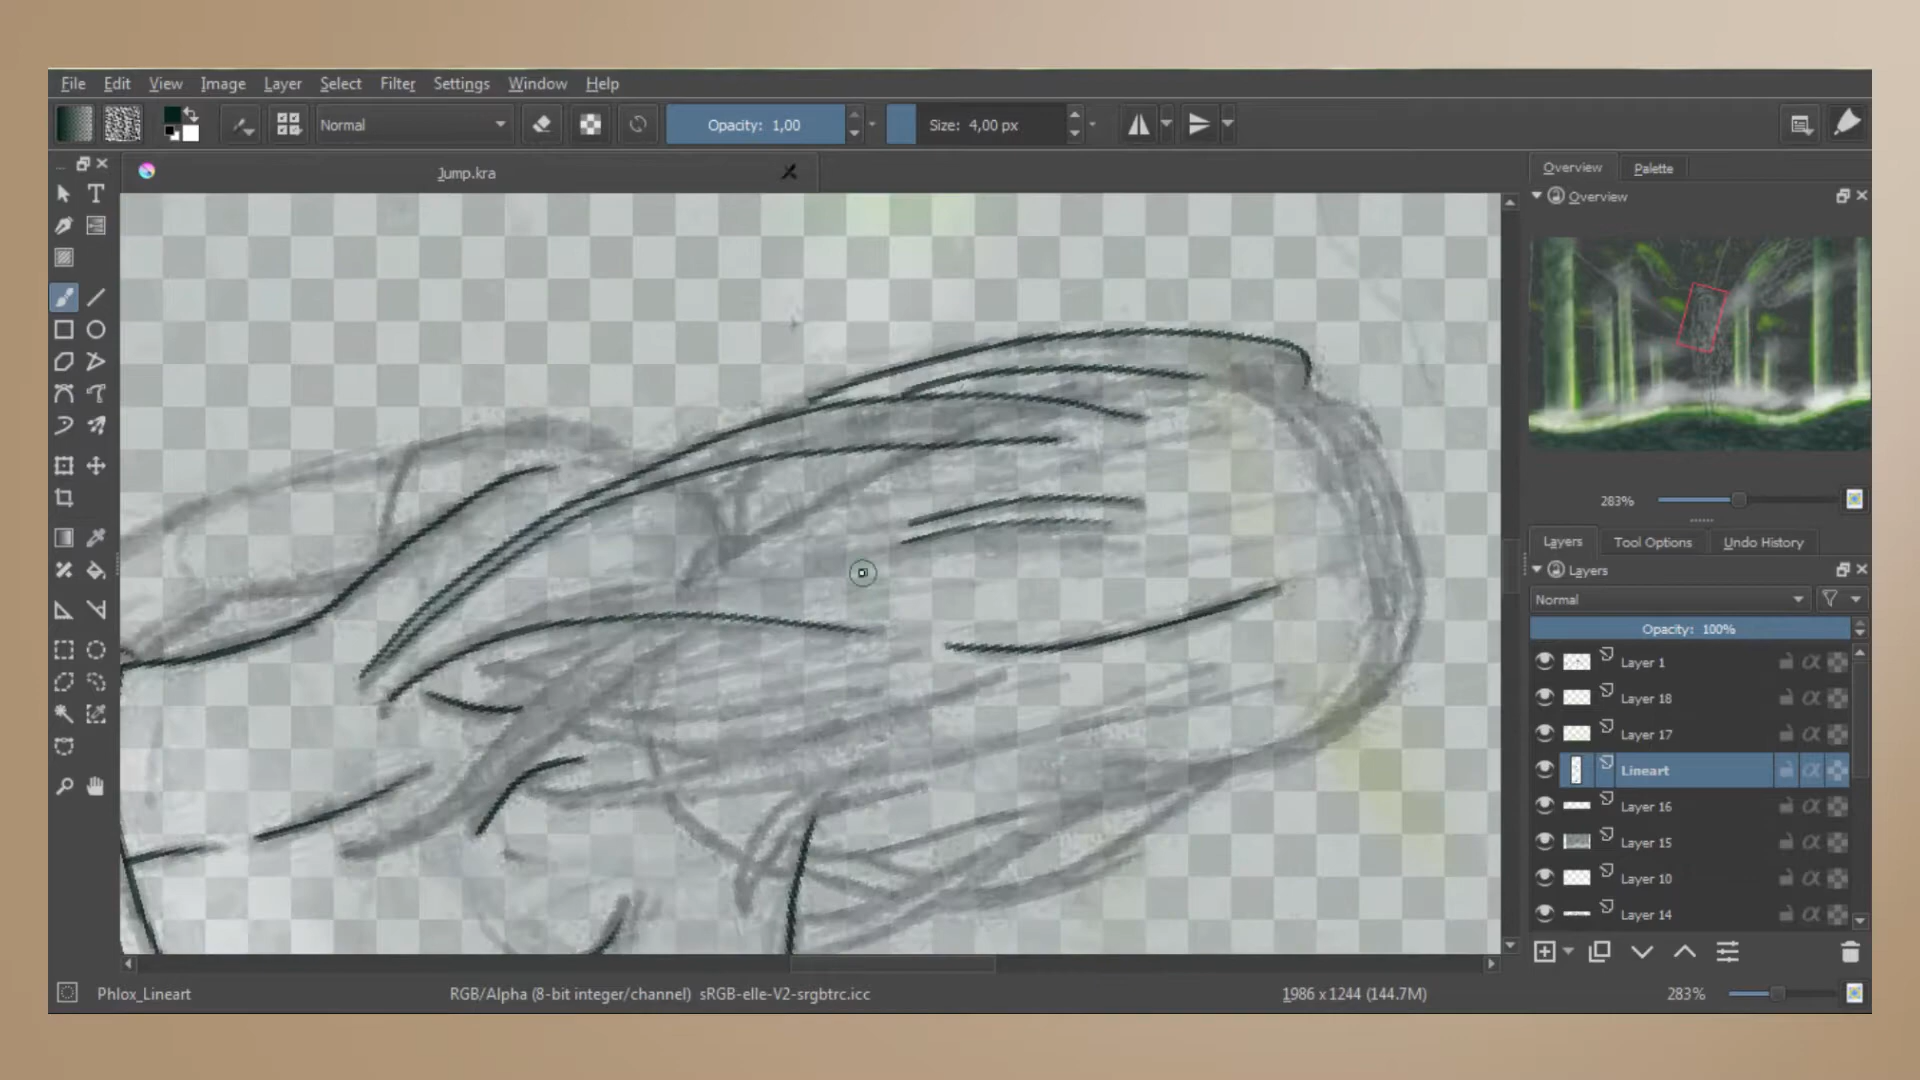 File Edit View Image Layer Select Filter Settings Window Help
Normal Opacity: 1,00 Size: 4,00 px
Jump.kra
Overview Palette
Overview
283%
Layers Tool Options Undo History
Layers
Normal
Opacity: 100%
Layer 1
Layer 18
Layer 17
Lineart
Layer 16
Layer 15
Layer 10
Layer 14
Phlox_Lineart RGB/Alpha (8-bit integer/channel) sRGB-elle-V2-srgbtrc.icc 1986 x 1244 (144.7M) 283%